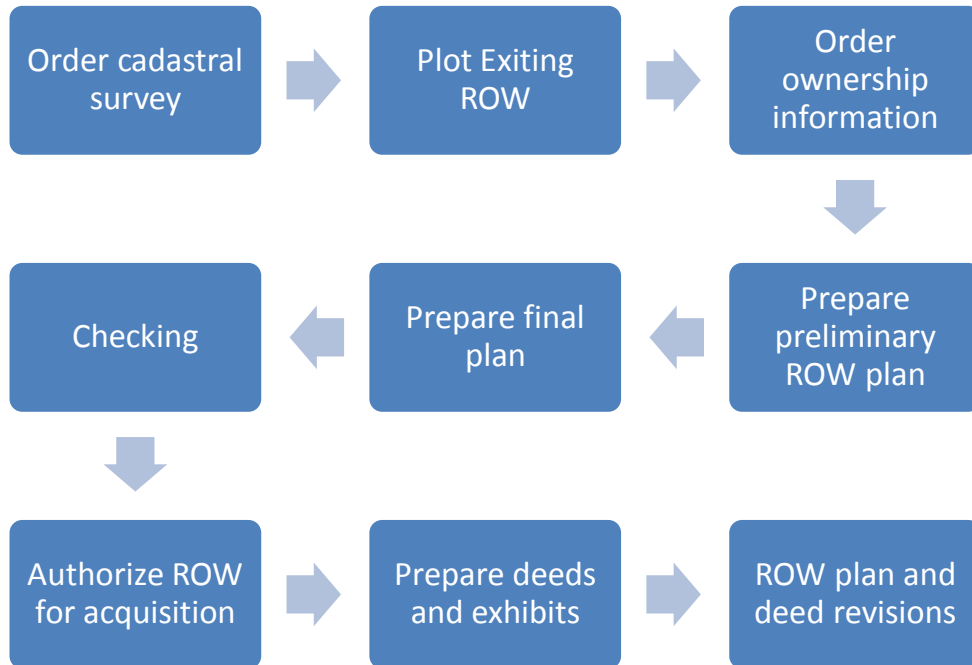 Order cadastral
survey
Plot Exiting
ROW
Order
ownership
information
Prepare
preliminary
ROW plan
Prepare final
plan
Checking
Authorize ROW
for acquisition
Prepare deeds
and exhibits
ROW plan and
deed revisions